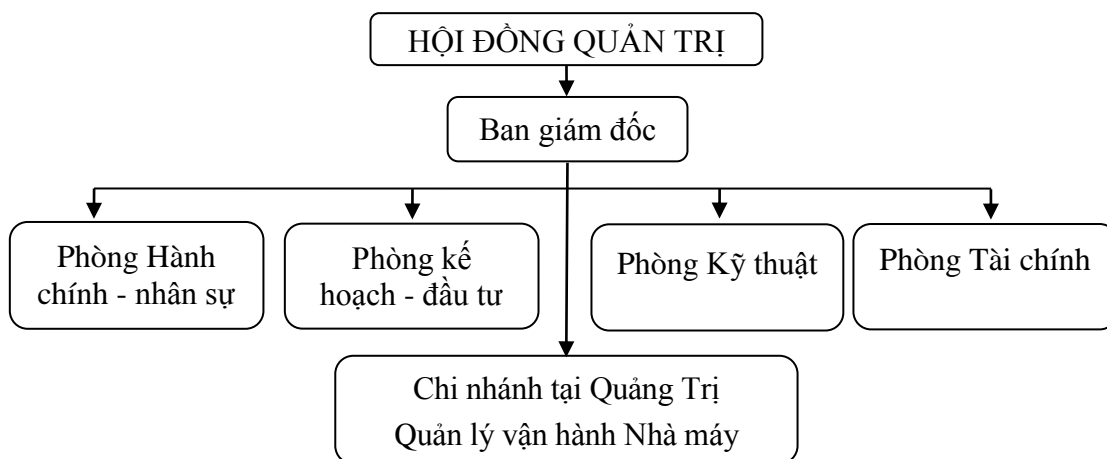 HỘI ĐỒNG QUẢN TRỊ
Ban giám đốc
Phòng Hành
chính - nhân sự
Phòng kế
hoạch - đầu tư
Phòng Kỹ thuật
Phòng Tài chính
Chi nhánh tại Quảng Trị
Quản lý vận hành Nhà máy